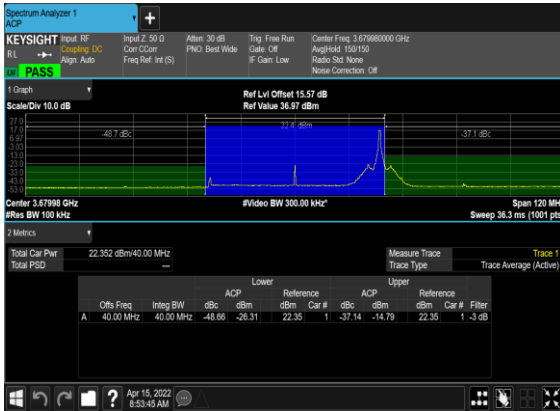 Spectrum Analyzer 1
ACP
KEYSIGHT Input: RF Input Z: 50 Ω Atten: 30 dB Trig: Free Run Center Freq: 3.679980000 GHz
RL Coupling: DC Corr CCorr PNO: Best Wide Gate: Off Avg|Hold: 150/150
Align: Auto Freq Ref: Int (S) IF Gain: Low Radio Std: None
PASS Noise Correction: Off
1 Graph Ref Lvl Offset 15.57 dB
Scale/Div 10.0 dB Ref Value 36.97 dBm
27.0
17.0 -48.7 dBc 22.4 dBm -37.1 dBc
6.97
-3.03
-13.0
-23.0
-33.0
-43.0
-53.0
Center 3.67998 GHz #Video BW 300.00 kHz* Span 120 MH
#Res BW 100 kHz Sweep 36.3 ms (1001 pts
2 Metrics
Total Car Pwr 22.352 dBm/40.00 MHz Measure Trace Trace 1
Total PSD --- Trace Type Trace Average (Active)
Lower Upper
ACP Reference ACP Reference
Offs Freq Integ BW dBc dBm dBm Car # dBc dBm dBm Car # Filter
A 40.00 MHz 40.00 MHz -48.66 -26.31 22.35 1 -37.14 -14.79 22.35 1 -3 dB
Apr 15, 2022
8:53:45 AM